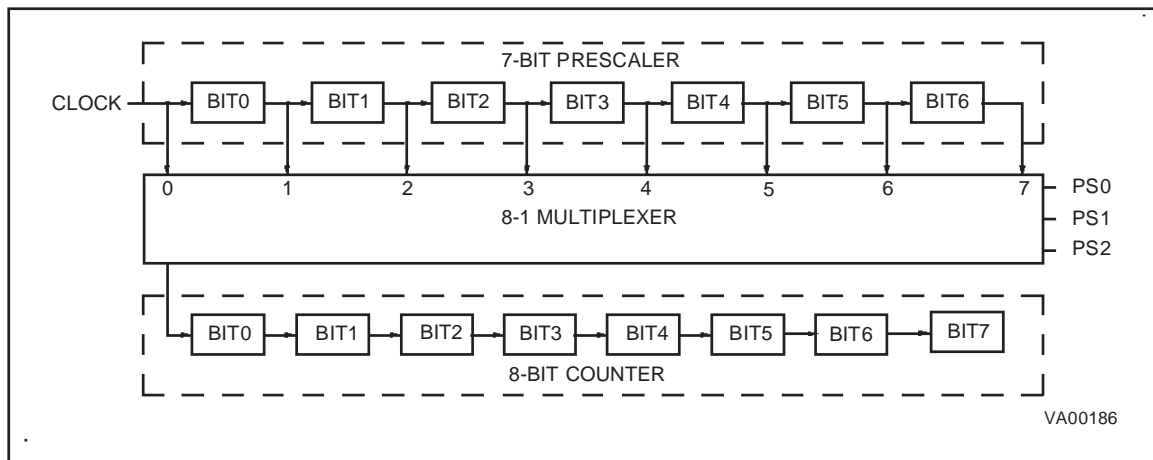 7-BIT PRESCALER
CLOCK BIT0 BIT1 BIT2 BIT3 BIT4 BIT5 BIT6
0 1 2 3 4 5 6 7
8-1 MULTIPLEXER
PS0
PS1
PS2
BIT0 BIT1 BIT2 BIT3 BIT4 BIT5 BIT6 BIT7
8-BIT COUNTER
VA00186